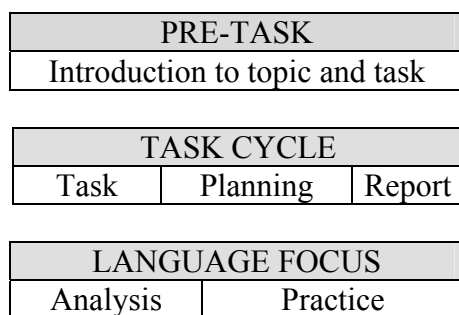 PRE-TASK
Introduction to topic and task
TASK CYCLE
Task Planning Report
LANGUAGE FOCUS
Analysis Practice